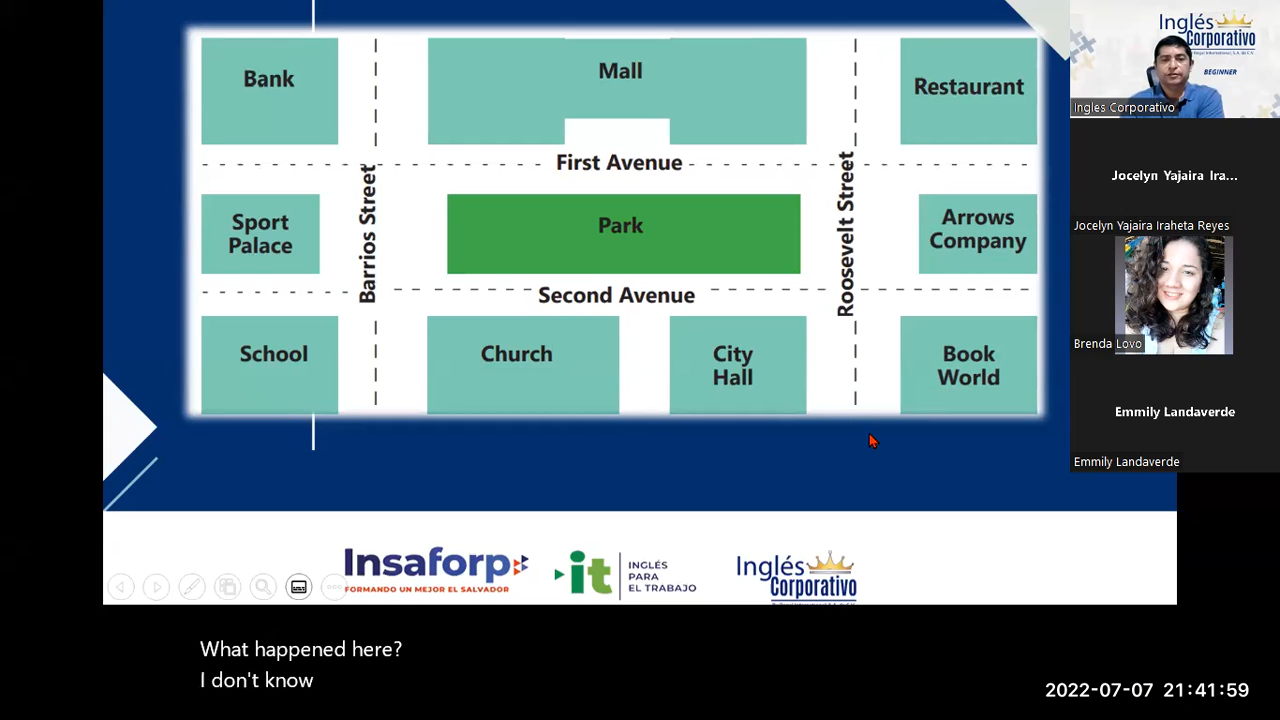 Bank
Mall
Restaurant
First Avenue
Barrios Street
Roosevelt Street
Sport
Palace
Park
Arrows
Company
Second Avenue
School
Church
City
Hall
Book
World
Insaforp
FORMANDO UN MEJOR EL SALVADOR
it
INGLÉS
PARA
EL TRABAJO
Inglés
Corporativo
What happened here?
I don't know
Inglés
Corporativo
BEGINNER
Ingles Corporativo
Jocelyn Yajaira Ira...
Jocelyn Yajaira Iraheta Reyes
Brenda Lovo
Emmily Landaverde
Emmily Landaverde
2022-07-07 21:41:59